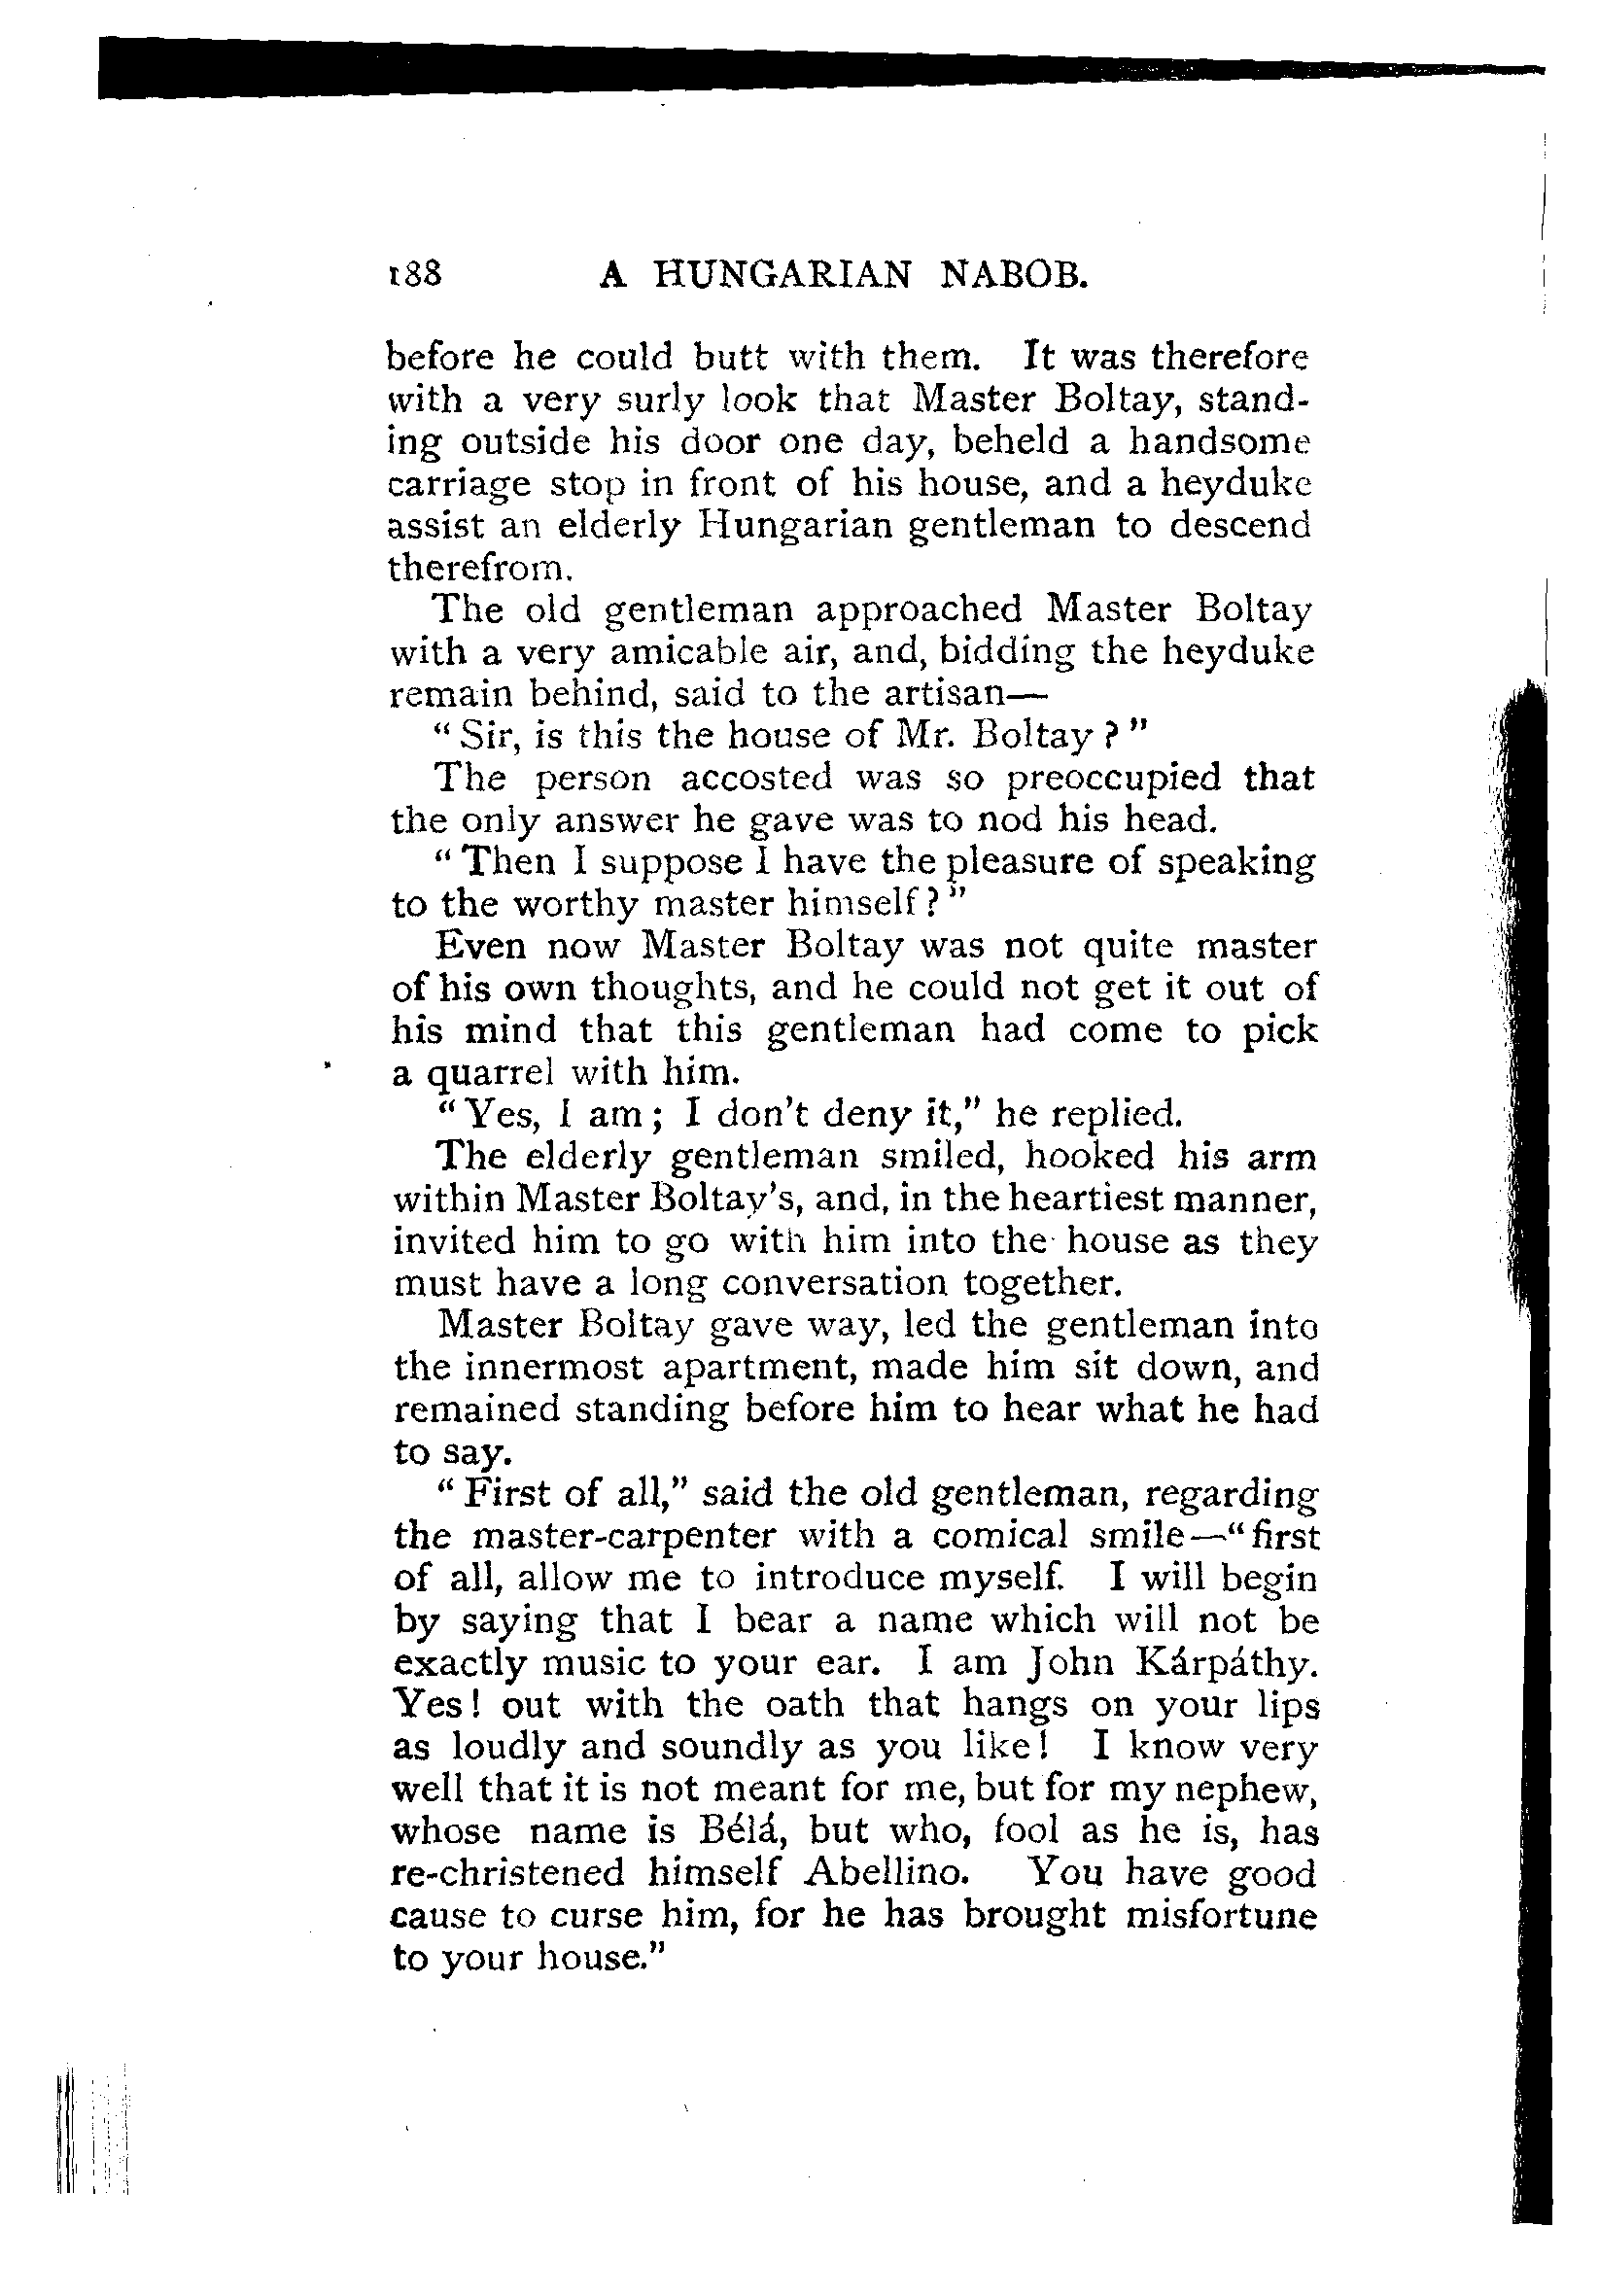 188 A HUNGARIAN NABOB.
before he could butt with them. It was therefore
with a very surly look that Master Boltay, stand-
ing outside his door one day, beheld a handsome
carriage stop in front of his house, and a heyduke
assist an elderly Hungarian gentleman to descend
therefrom.
The old gentleman approached Master Boltay
with a very amicable air, and, bidding the heyduke
remain behind, said to the artisan—
“Sir, is this the house of Mr. Boltay?”
The person accosted was so preoccupied that
the only answer he gave was to nod his head.
“Then I suppose I have the pleasure of speaking
to the worthy master himself?”
Even now Master Boltay was not quite master
of his own thoughts, and he could not get it out of
his mind that this gentleman had come to pick
a quarrel with him.
“Yes, I am; I don't deny it,” he replied.
The elderly gentleman smiled, hooked his arm
within Master Boltay's, and, in the heartiest manner,
invited him to go with him into the house as they
must have a long conversation together.
Master Boltay gave way, led the gentleman into
the innermost apartment, made him sit down, and
remained standing before him to hear what he had
to say.
“First of all,” said the old gentleman, regarding
the master-carpenter with a comical smile—“first
of all, allow me to introduce myself. I will begin
by saying that I bear a name which will not be
exactly music to your ear. I am John Kárpáthy.
Yes! out with the oath that hangs on your lips
as loudly and soundly as you like! I know very
well that it is not meant for me, but for my nephew,
whose name is Bélá, but who, fool as he is, has
re-christened himself Abellino. You have good
cause to curse him, for he has brought misfortune
to your house.”